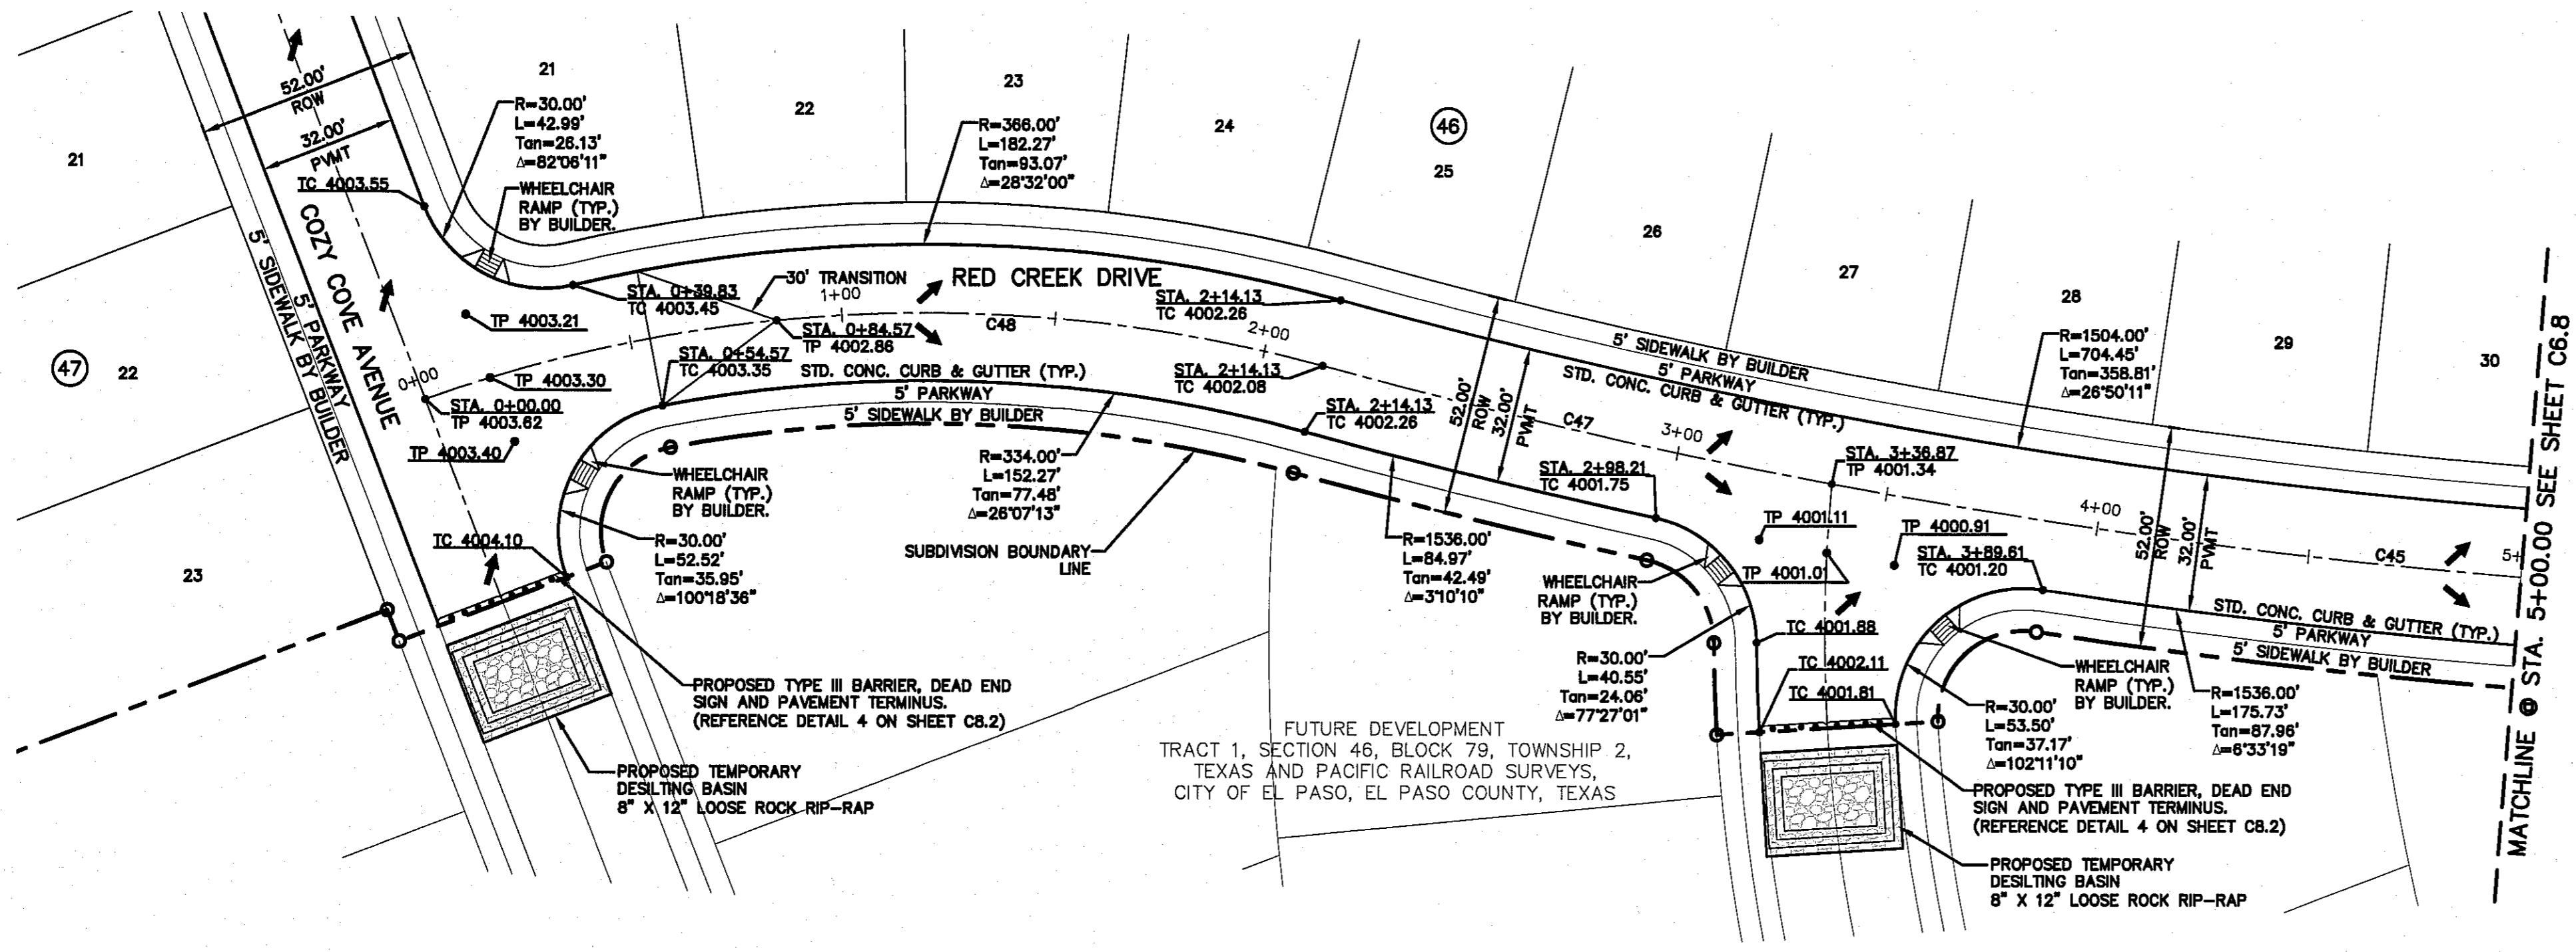 52.00'
ROW
32.00'
PVMT
21
21
22
23
24
46
25
26
27
28
29
30
R=30.00'
L=42.99'
Tan=26.13'
Δ=82°06'11"
WHEELCHAIR
RAMP (TYP.)
BY BUILDER.
R=366.00'
L=182.27'
Tan=93.07'
Δ=28°32'00"
TC 4003.55
COZY COVE AVENUE
5' PARKWAY
5' SIDEWALK BY BUILDER
47
22
23
0+00
STA. 0+00.00
TP 4003.62
TP 4003.21
TP 4003.30
TP 4003.40
STA. 0+39.83
TC 4003.45
30' TRANSITION
1+00
RED CREEK DRIVE
STA. 0+84.57
TP 4002.86
STA. 0+54.57
TC 4003.35
C48
STD. CONC. CURB & GUTTER (TYP.)
5' PARKWAY
5' SIDEWALK BY BUILDER
STA. 2+14.13
TC 4002.26
2+00
STA. 2+14.13
TC 4002.08
STA. 2+14.13
TC 4002.26
52.00'
ROW
32.00'
PVMT
5' SIDEWALK BY BUILDER
5' PARKWAY
STD. CONC. CURB & GUTTER (TYP.)
C47
3+00
R=1504.00'
L=704.45'
Tan=358.81'
Δ=26°50'11"
STA. 3+36.87
TP 4001.34
STA. 2+98.21
TC 4001.75
TP 4001.11
TP 4001.01
TP 4000.91
STA. 3+89.61
TC 4001.20
4+00
52.00'
ROW
32.00'
PVMT
C45
5+
STD. CONC. CURB & GUTTER (TYP.)
5' PARKWAY
5' SIDEWALK BY BUILDER
MATCHLINE @ STA. 5+00.00 SEE SHEET C6.8
WHEELCHAIR
RAMP (TYP.)
BY BUILDER.
TC 4004.10
R=30.00'
L=52.52'
Tan=35.95'
Δ=100°18'36"
R=334.00'
L=152.27'
Tan=77.48'
Δ=26°07'13"
SUBDIVISION BOUNDARY
LINE
R=1536.00'
L=84.97'
Tan=42.49'
Δ=3°10'10"
WHEELCHAIR
RAMP (TYP.)
BY BUILDER.
R=30.00'
L=40.55'
Tan=24.06'
Δ=77°27'01"
TC 4001.88
TC 4002.11
TC 4001.81
WHEELCHAIR
RAMP (TYP.)
BY BUILDER.
R=30.00'
L=53.50'
Tan=37.17'
Δ=102°11'10"
R=1536.00'
L=175.73'
Tan=87.96'
Δ=6°33'19"
PROPOSED TYPE III BARRIER, DEAD END
SIGN AND PAVEMENT TERMINUS.
(REFERENCE DETAIL 4 ON SHEET C8.2)
PROPOSED TEMPORARY
DESILTING BASIN
8" X 12" LOOSE ROCK RIP-RAP
FUTURE DEVELOPMENT
TRACT 1, SECTION 46, BLOCK 79, TOWNSHIP 2,
TEXAS AND PACIFIC RAILROAD SURVEYS,
CITY OF EL PASO, EL PASO COUNTY, TEXAS
PROPOSED TYPE III BARRIER, DEAD END
SIGN AND PAVEMENT TERMINUS.
(REFERENCE DETAIL 4 ON SHEET C8.2)
PROPOSED TEMPORARY
DESILTING BASIN
8" X 12" LOOSE ROCK RIP-RAP